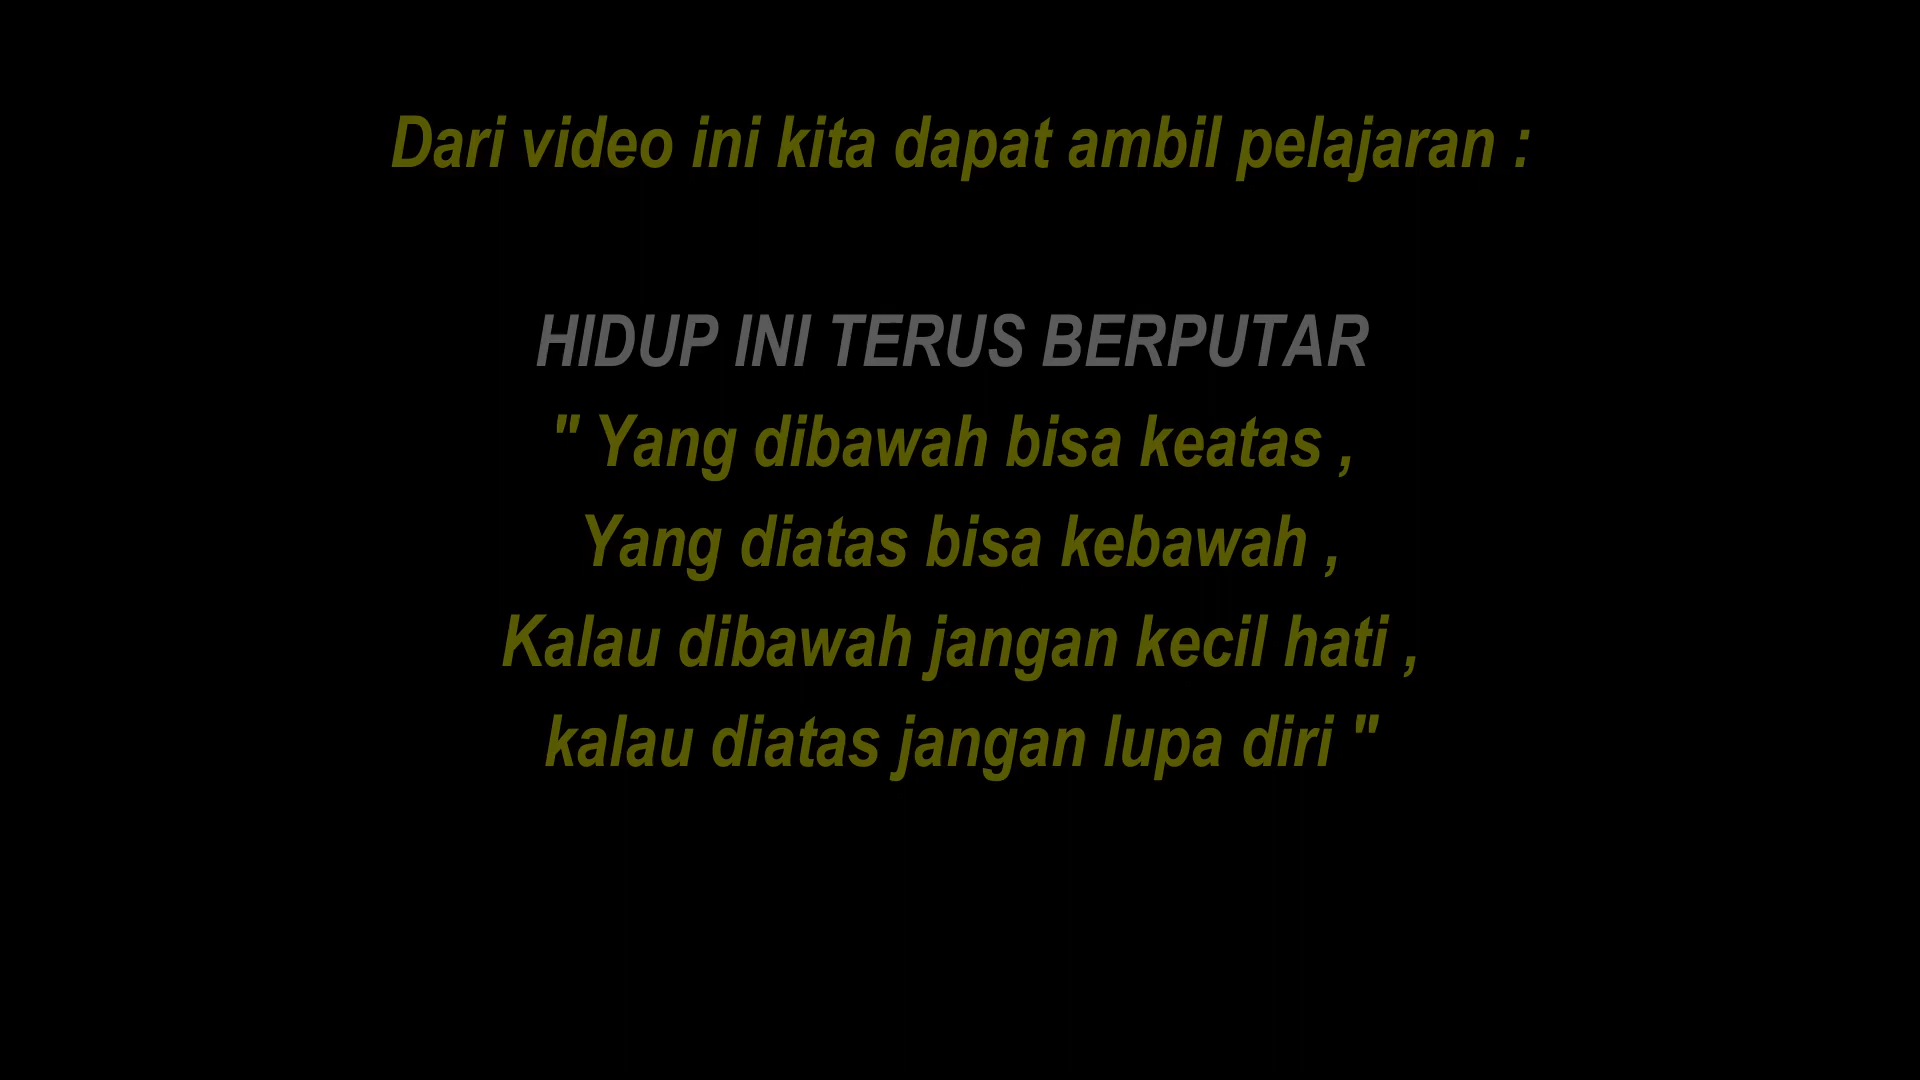 Dari video ini kita dapat ambil pelajaran :
HIDUP INI TERUS BERPUTAR
" Yang dibawah bisa keatas ,
Yang diatas bisa kebawah ,
Kalau dibawah jangan kecil hati ,
kalau diatas jangan lupa diri "